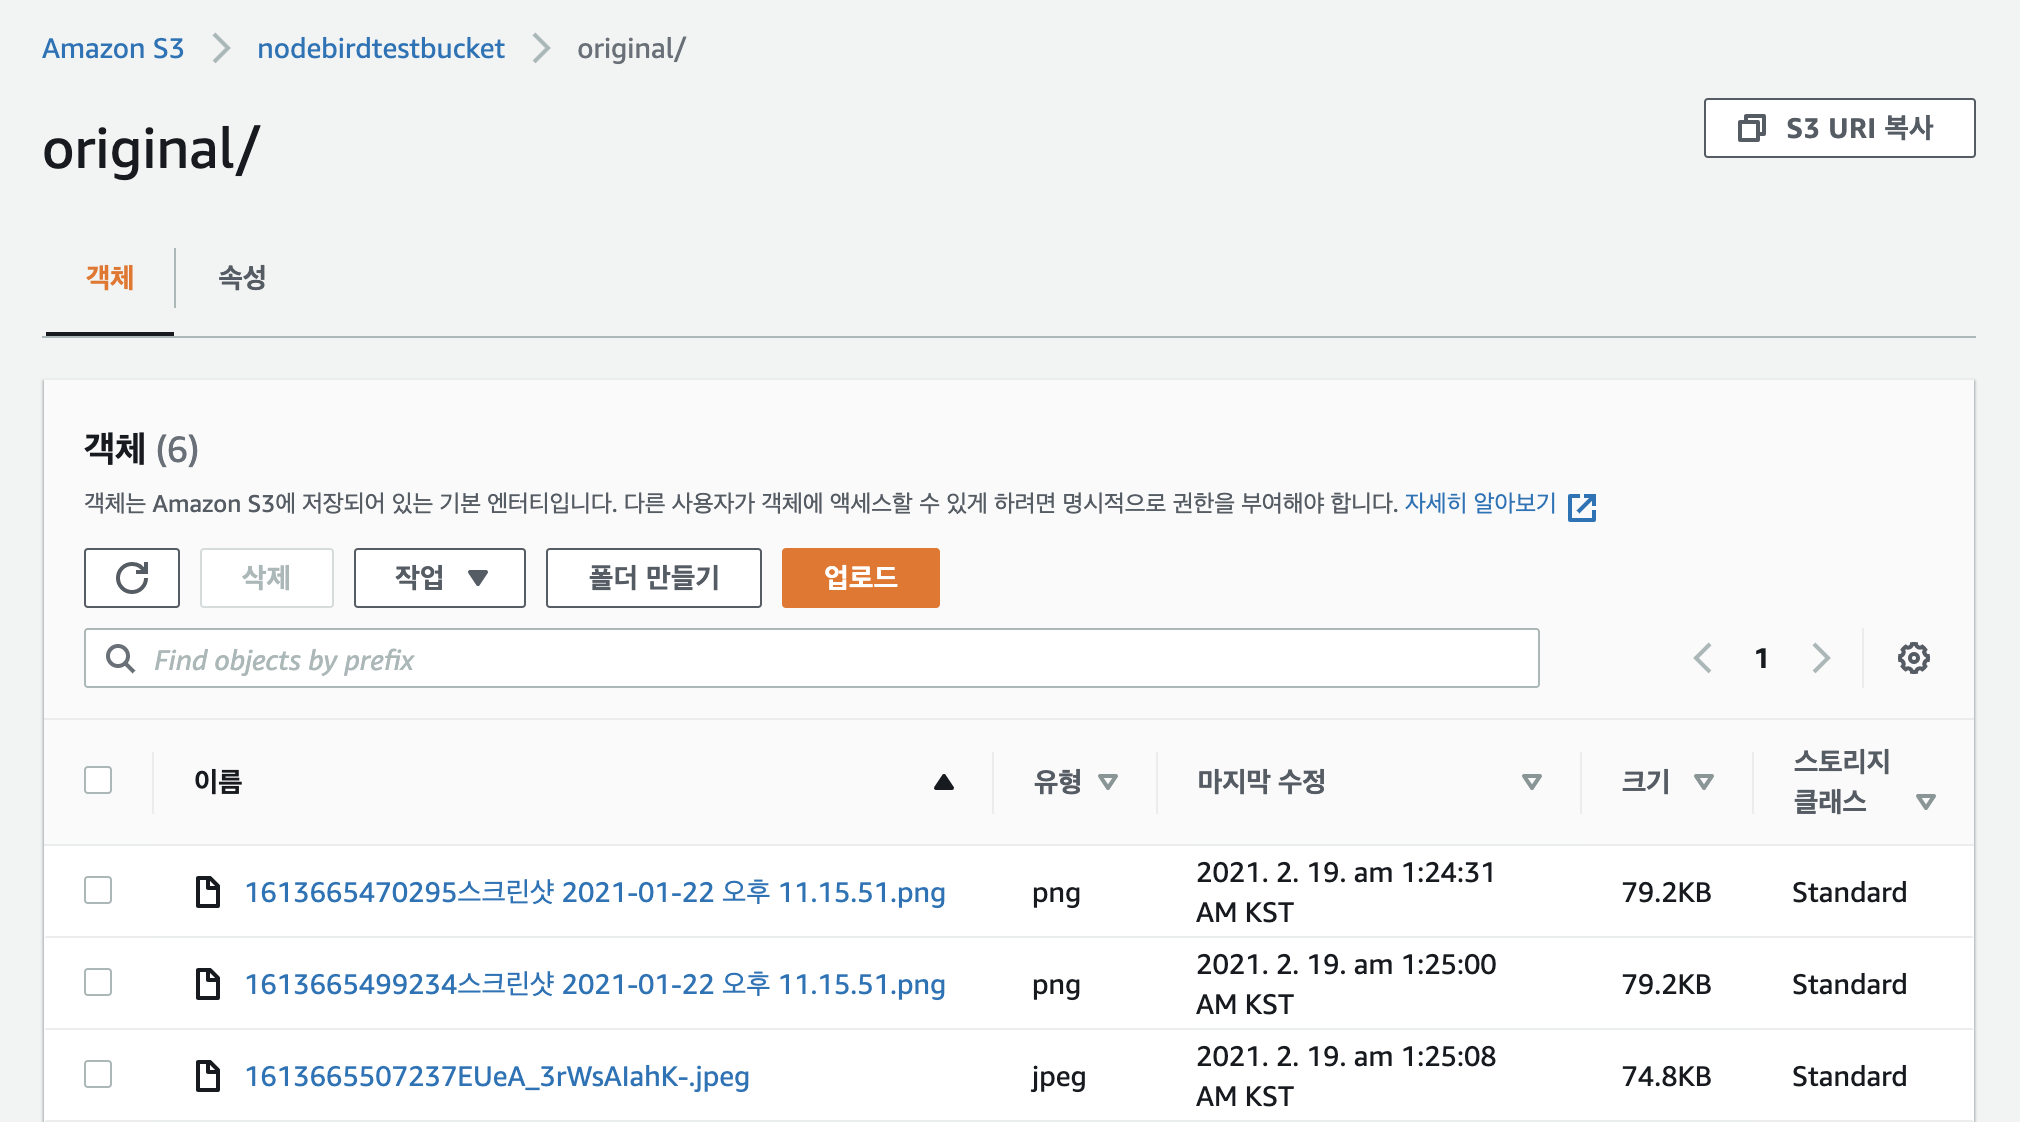 Amazon S3 > nodebirdtestbucket > original/
original/
S3 URI 복사
객체 속성
객체 (6)
객체는 Amazon S3에 저장되어 있는 기본 엔터티입니다. 다른 사용자가 객체에 액세스할 수 있게 하려면 명시적으로 권한을 부여해야 합니다. 자세히 알아보기
삭제 작업 폴더 만들기 업로드
Find objects by prefix 1
이름 유형 마지막 수정 크기 스토리지
클래스
1613665470295스크린샷 2021-01-22 오후 11.15.51.png png 2021. 2. 19. am 1:24:31 79.2KB Standard
AM KST
1613665499234스크린샷 2021-01-22 오후 11.15.51.png png 2021. 2. 19. am 1:25:00 79.2KB Standard
AM KST
1613665507237EUeA_3rWsAIahK-.jpeg jpeg 2021. 2. 19. am 1:25:08 74.8KB Standard
AM KST